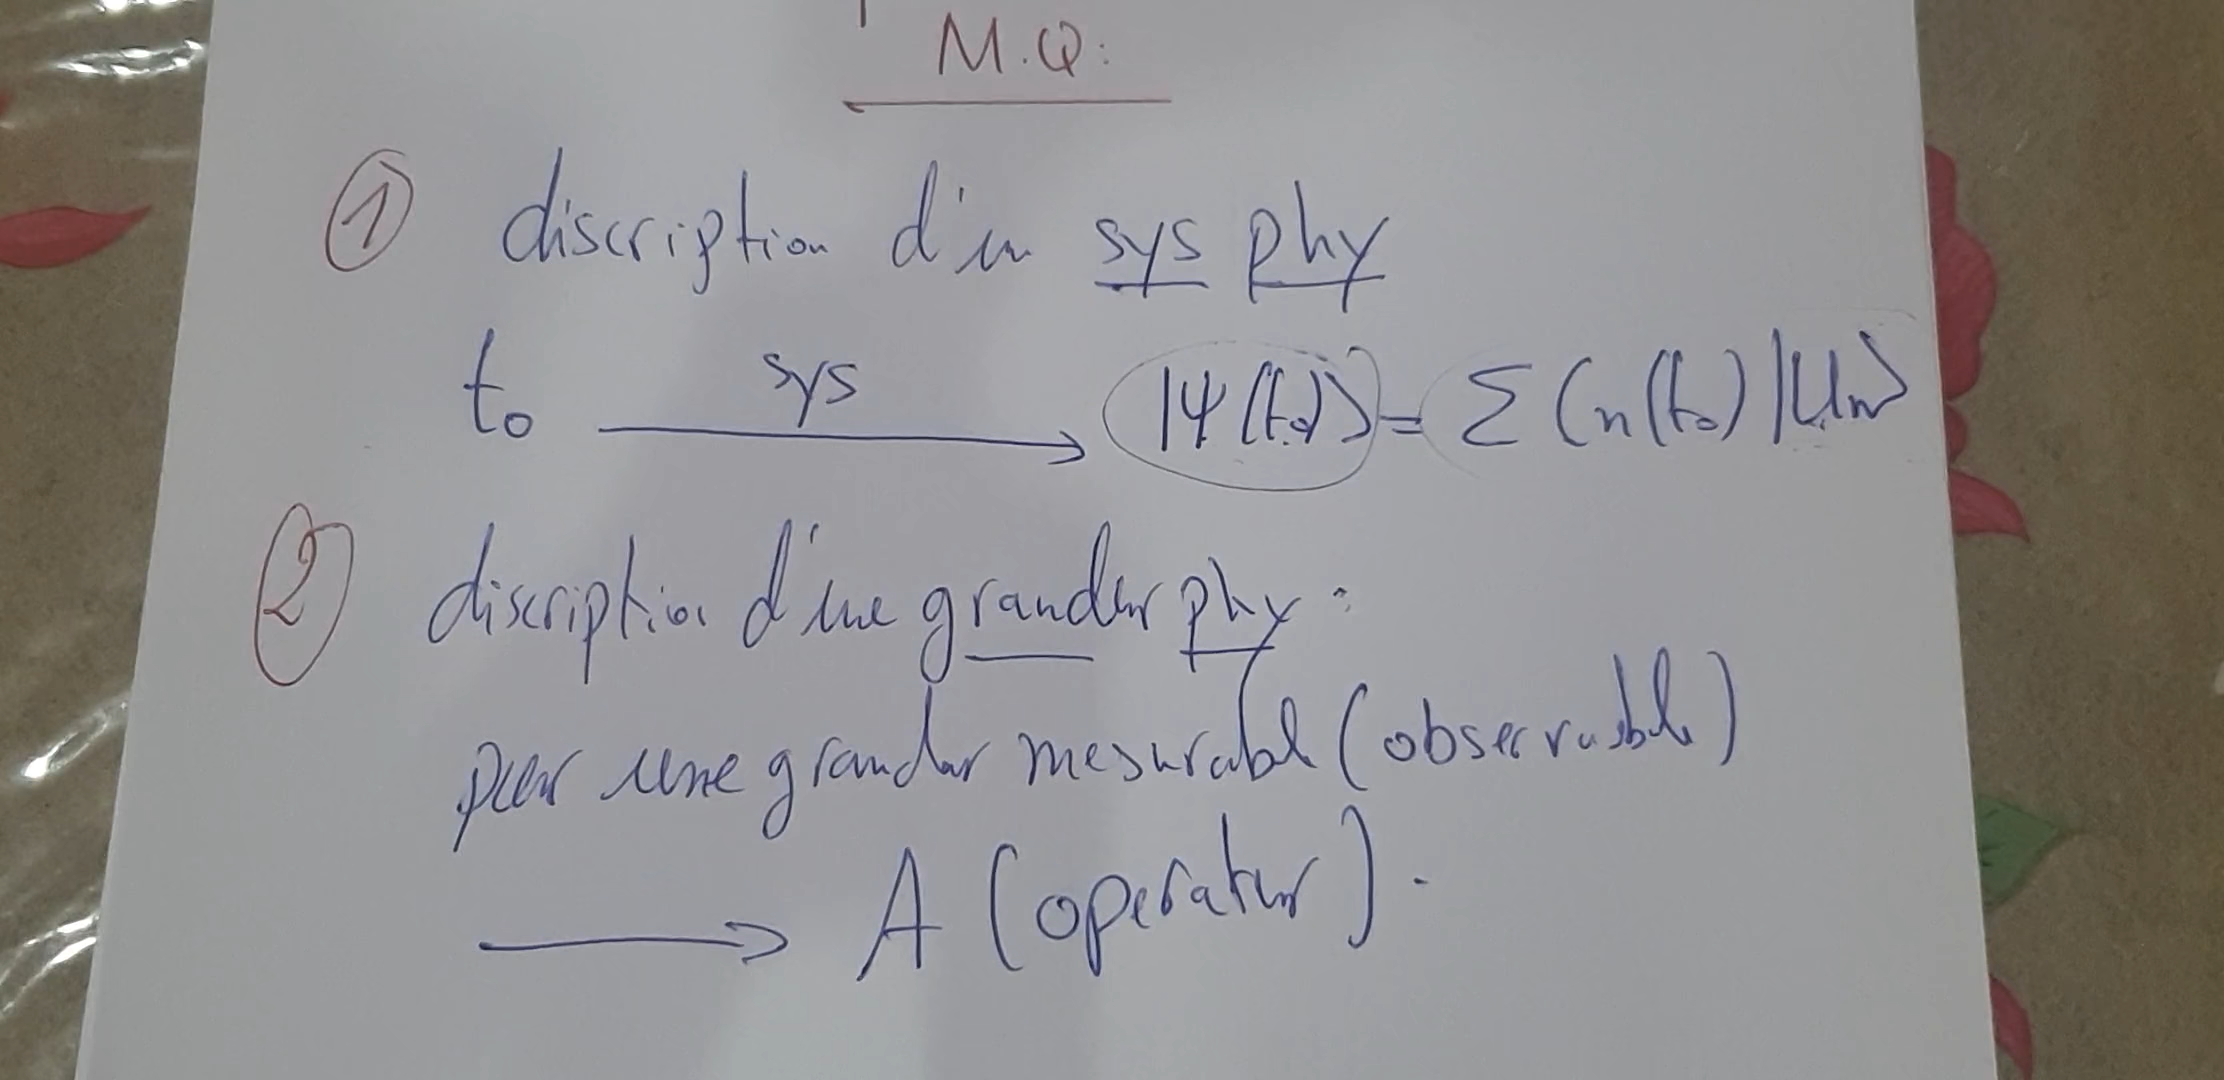 M.Q:
① discription d'un sys phy
t₀ sys → |Ψ(t₀)⟩ = Σ Cn(t₀) |Un⟩
② discription d'une grandeur phy :
pour une grandeur mesurable (observable)
→ A (operateur).